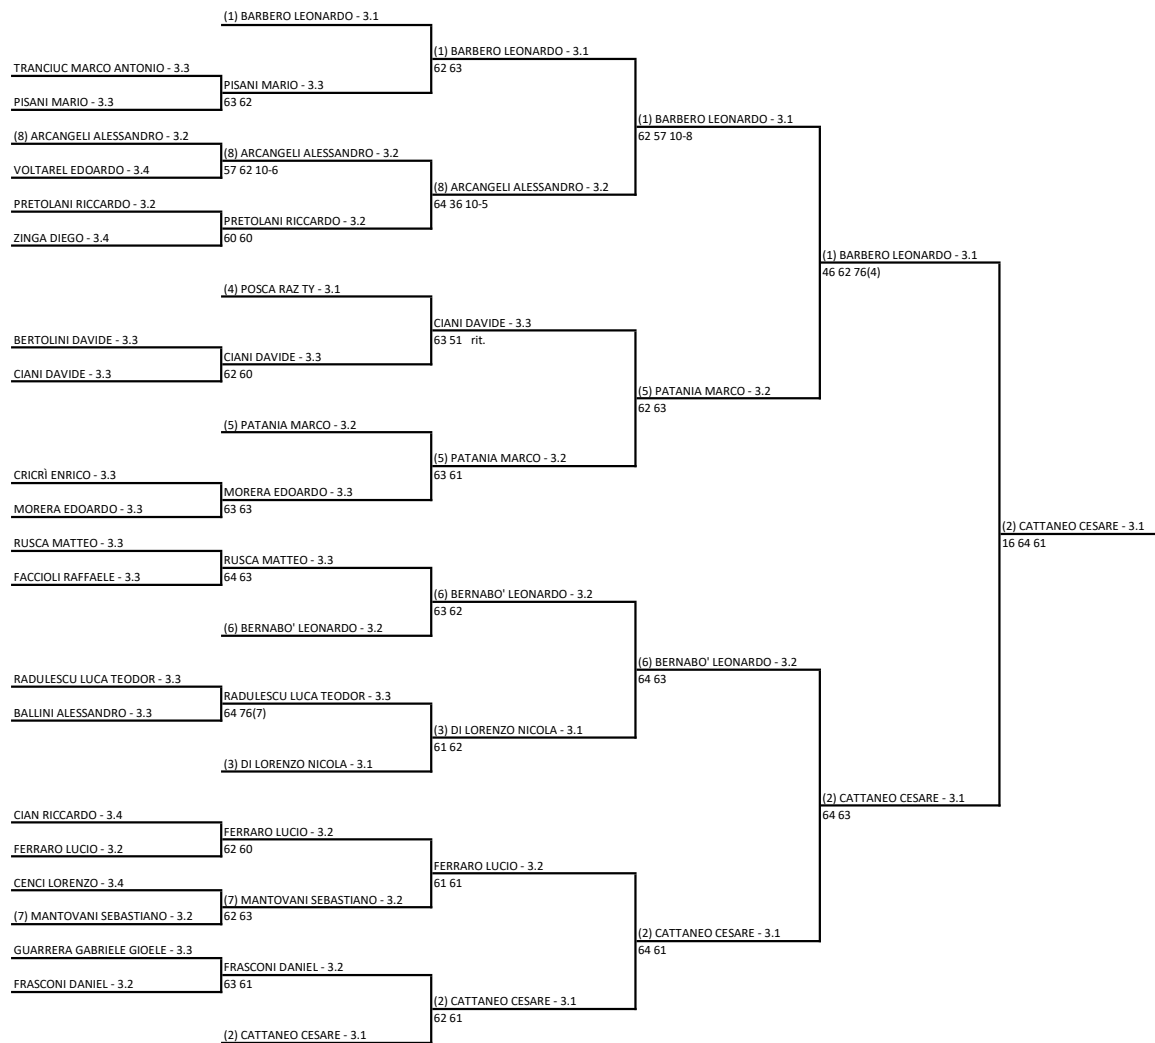 (1) BARBERO LEONARDO - 3.1
(1) BARBERO LEONARDO - 3.1
62 63
TRANCIUC MARCO ANTONIO - 3.3
PISANI MARIO - 3.3
63 62
PISANI MARIO - 3.3
(1) BARBERO LEONARDO - 3.1
62 57 10-8
(8) ARCANGELI ALESSANDRO - 3.2
(8) ARCANGELI ALESSANDRO - 3.2
57 62 10-6
VOLTAREL EDOARDO - 3.4
(8) ARCANGELI ALESSANDRO - 3.2
64 36 10-5
PRETOLANI RICCARDO - 3.2
PRETOLANI RICCARDO - 3.2
60 60
ZINGA DIEGO - 3.4
(1) BARBERO LEONARDO - 3.1
46 62 76(4)
(4) POSCA RAZ TY - 3.1
CIANI DAVIDE - 3.3
63 51 rit.
BERTOLINI DAVIDE - 3.3
CIANI DAVIDE - 3.3
62 60
CIANI DAVIDE - 3.3
(5) PATANIA MARCO - 3.2
62 63
(5) PATANIA MARCO - 3.2
(5) PATANIA MARCO - 3.2
63 61
CRICRÌ ENRICO - 3.3
MORERA EDOARDO - 3.3
63 63
MORERA EDOARDO - 3.3
(2) CATTANEO CESARE - 3.1
16 64 61
RUSCA MATTEO - 3.3
RUSCA MATTEO - 3.3
64 63
FACCIOLI RAFFAELE - 3.3
(6) BERNABO' LEONARDO - 3.2
63 62
(6) BERNABO' LEONARDO - 3.2
(6) BERNABO' LEONARDO - 3.2
64 63
RADULESCU LUCA TEODOR - 3.3
RADULESCU LUCA TEODOR - 3.3
64 76(7)
BALLINI ALESSANDRO - 3.3
(3) DI LORENZO NICOLA - 3.1
61 62
(3) DI LORENZO NICOLA - 3.1
(2) CATTANEO CESARE - 3.1
64 63
CIAN RICCARDO - 3.4
FERRARO LUCIO - 3.2
62 60
FERRARO LUCIO - 3.2
FERRARO LUCIO - 3.2
61 61
CENCI LORENZO - 3.4
(7) MANTOVANI SEBASTIANO - 3.2
62 63
(7) MANTOVANI SEBASTIANO - 3.2
(2) CATTANEO CESARE - 3.1
64 61
GUARRERA GABRIELE GIOELE - 3.3
FRASCONI DANIEL - 3.2
63 61
FRASCONI DANIEL - 3.2
(2) CATTANEO CESARE - 3.1
62 61
(2) CATTANEO CESARE - 3.1